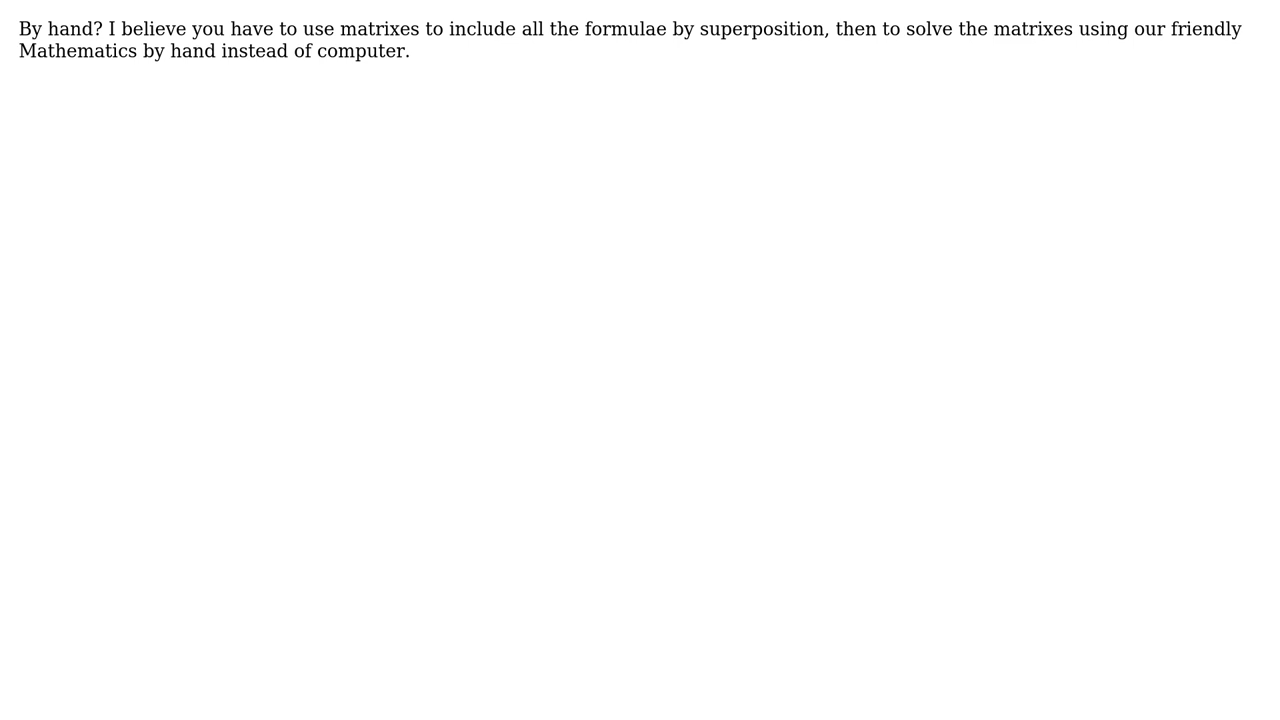 By hand? I believe you have to use matrixes to include all the formulae by superposition, then to solve the matrixes using our friendly
Mathematics by hand instead of computer.